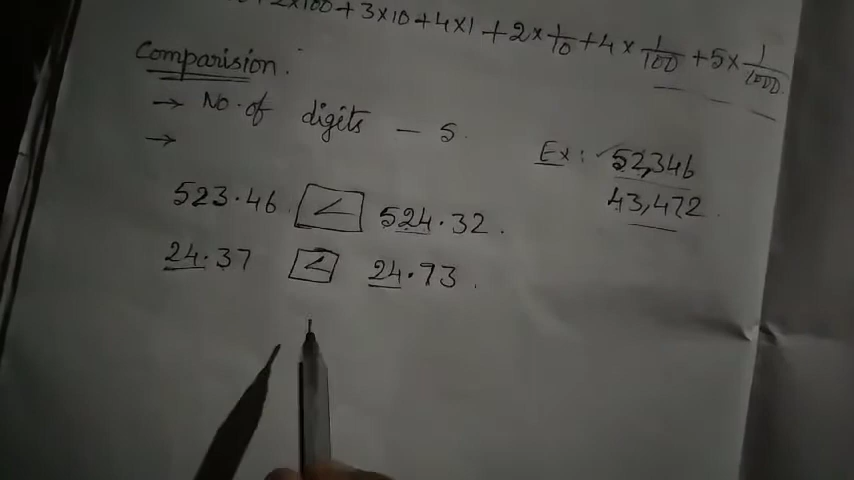 + 2×100 + 3×10 + 4×1 + 2× 1/10 + 4× 1/100 + 5× 1/1000
Comparision :
→ No. of digits – 5.
→
Ex : 52,346
43,472
523.46 < 524.32.
24.37 < 24.93.